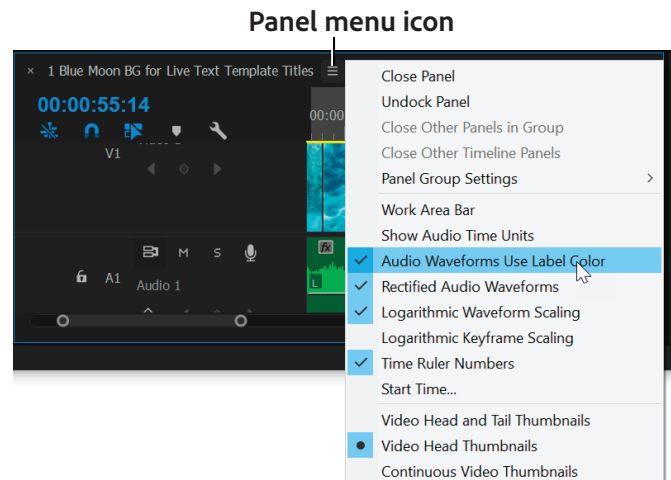 Panel menu icon
× 1 Blue Moon BG for Live Text Template Titles
00:00:55:14
00:00
V1
M S
fx
A1 Audio 1
L
Close Panel
Undock Panel
Close Other Panels in Group
Close Other Timeline Panels
Panel Group Settings
Work Area Bar
Show Audio Time Units
Audio Waveforms Use Label Color
Rectified Audio Waveforms
Logarithmic Waveform Scaling
Logarithmic Keyframe Scaling
Time Ruler Numbers
Start Time...
Video Head and Tail Thumbnails
Video Head Thumbnails
Continuous Video Thumbnails